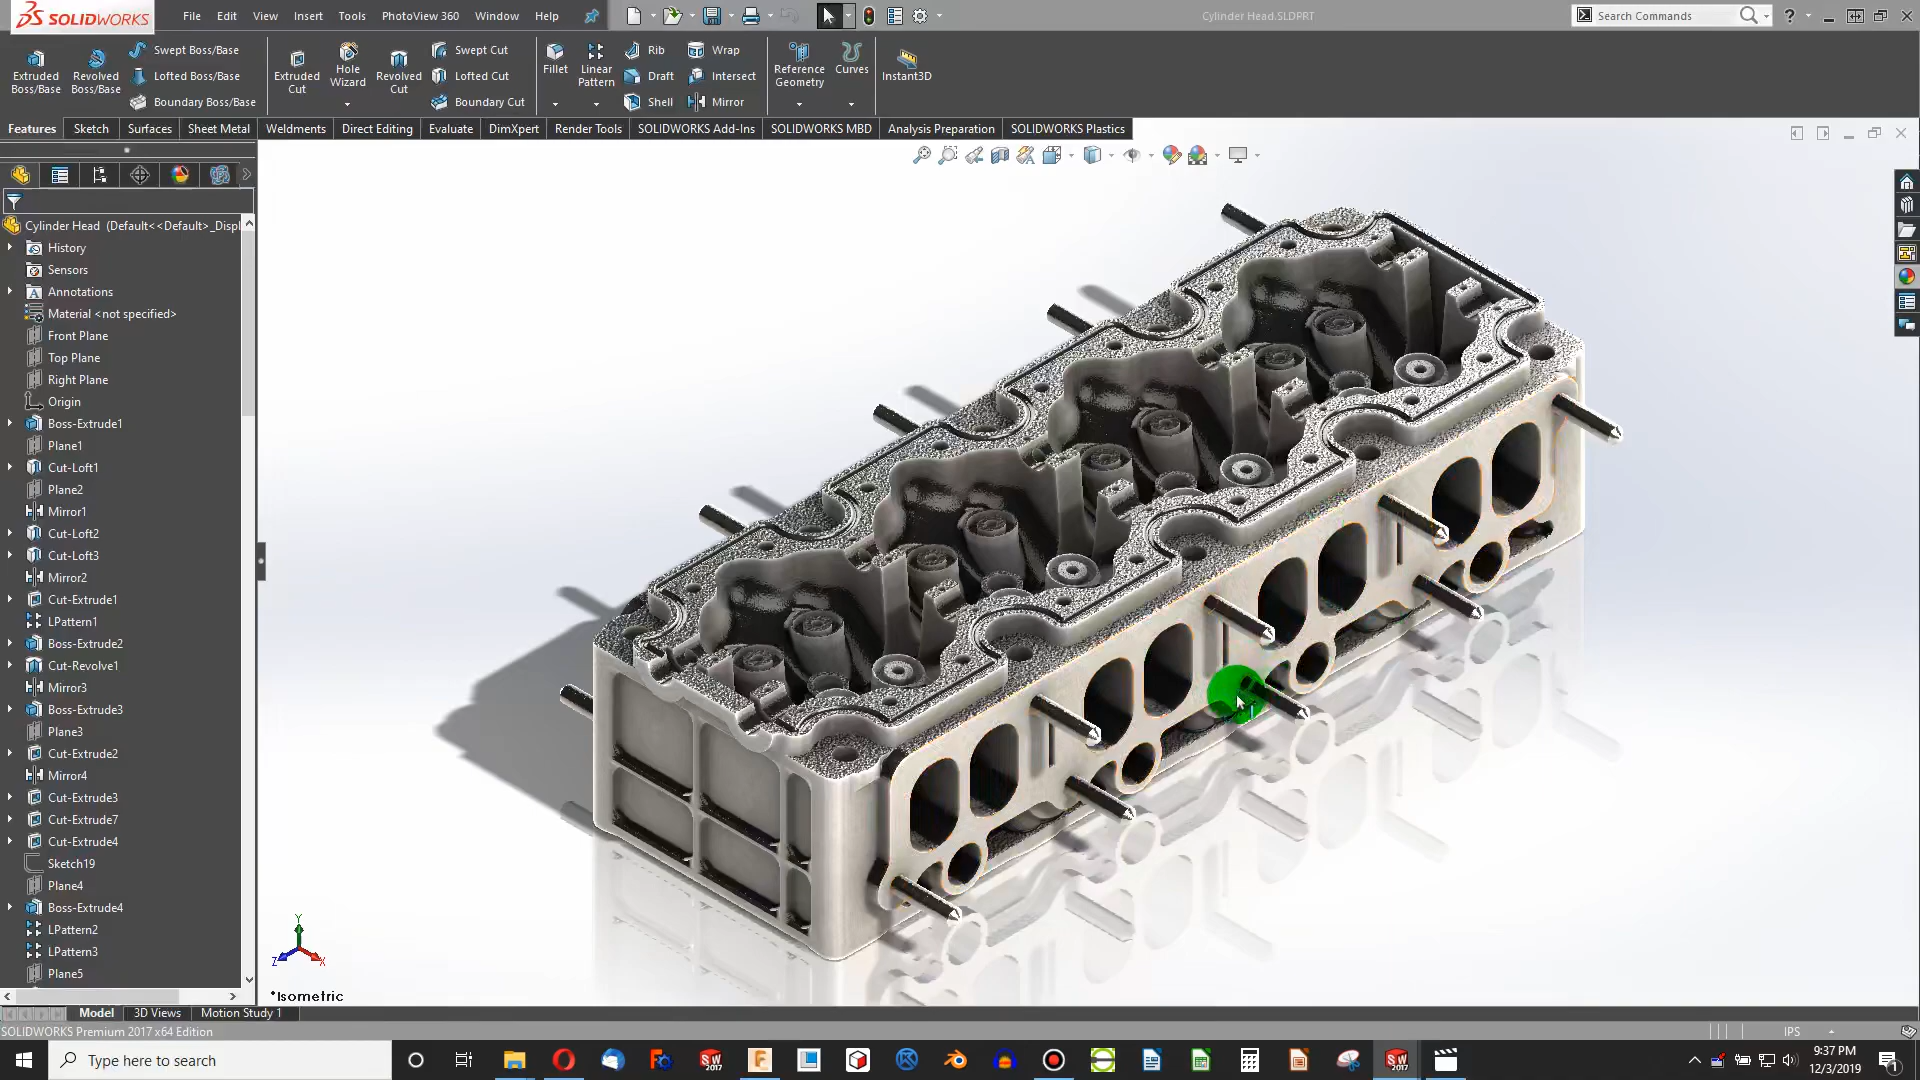 SOLIDWORKS
File Edit View Insert Tools PhotoView 360 Window Help
Cylinder Head.SLDPRT
Search Commands
Extruded Boss/Base
Revolved Boss/Base
Swept Boss/Base
Lofted Boss/Base
Boundary Boss/Base
Extruded Cut
Hole Wizard
Revolved Cut
Swept Cut
Lofted Cut
Boundary Cut
Fillet
Linear Pattern
Rib
Draft
Shell
Wrap
Intersect
Mirror
Reference Geometry
Curves
Instant3D
Features Sketch Surfaces Sheet Metal Weldments Direct Editing Evaluate DimXpert Render Tools SOLIDWORKS Add-Ins SOLIDWORKS MBD Analysis Preparation SOLIDWORKS Plastics
Cylinder Head (Default<<Default>_Displ
History
Sensors
Annotations
Material <not specified>
Front Plane
Top Plane
Right Plane
Origin
Boss-Extrude1
Plane1
Cut-Loft1
Plane2
Mirror1
Cut-Loft2
Cut-Loft3
Mirror2
Cut-Extrude1
LPattern1
Boss-Extrude2
Cut-Revolve1
Mirror3
Boss-Extrude3
Plane3
Cut-Extrude2
Mirror4
Cut-Extrude3
Cut-Extrude7
Cut-Extrude4
Sketch19
Plane4
Boss-Extrude4
LPattern2
LPattern3
Plane5
Y
Z X
*Isometric
Model 3D Views Motion Study 1
SOLIDWORKS Premium 2017 x64 Edition
IPS
Type here to search
9:37 PM
12/3/2019